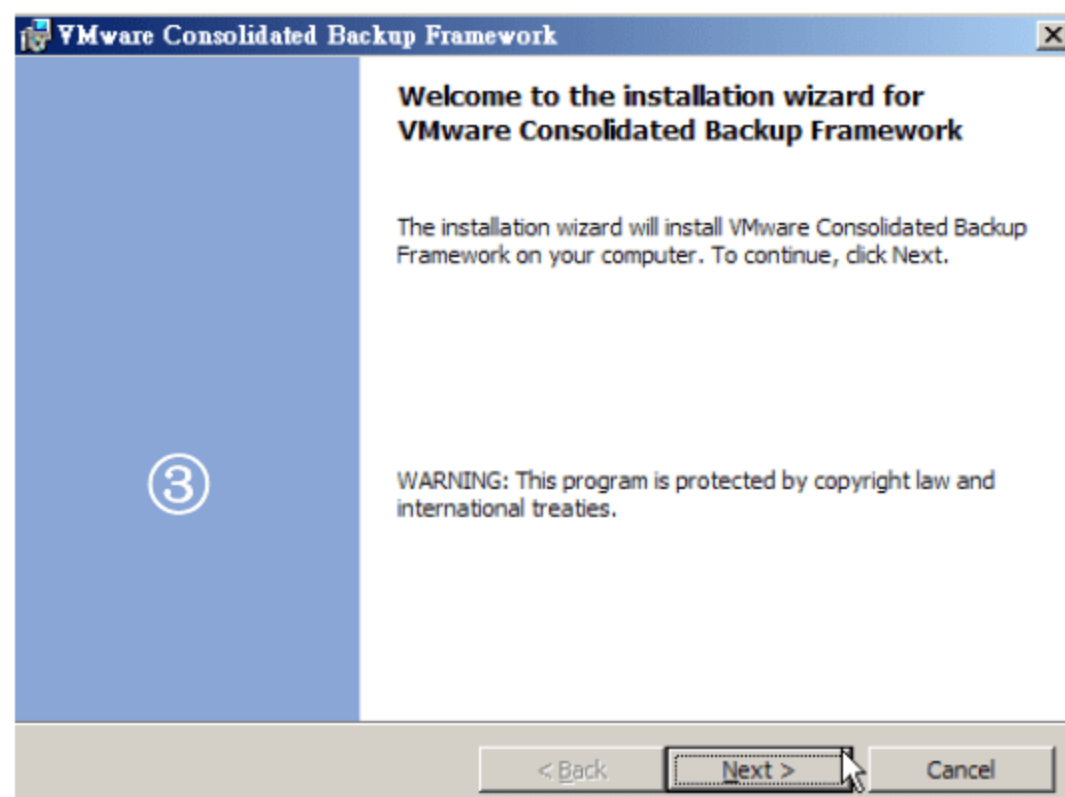 VMware Consolidated Backup Framework
Welcome to the installation wizard for
VMware Consolidated Backup Framework
The installation wizard will install VMware Consolidated Backup
Framework on your computer. To continue, click Next.
③
WARNING: This program is protected by copyright law and
international treaties.
< Back
Next >
Cancel